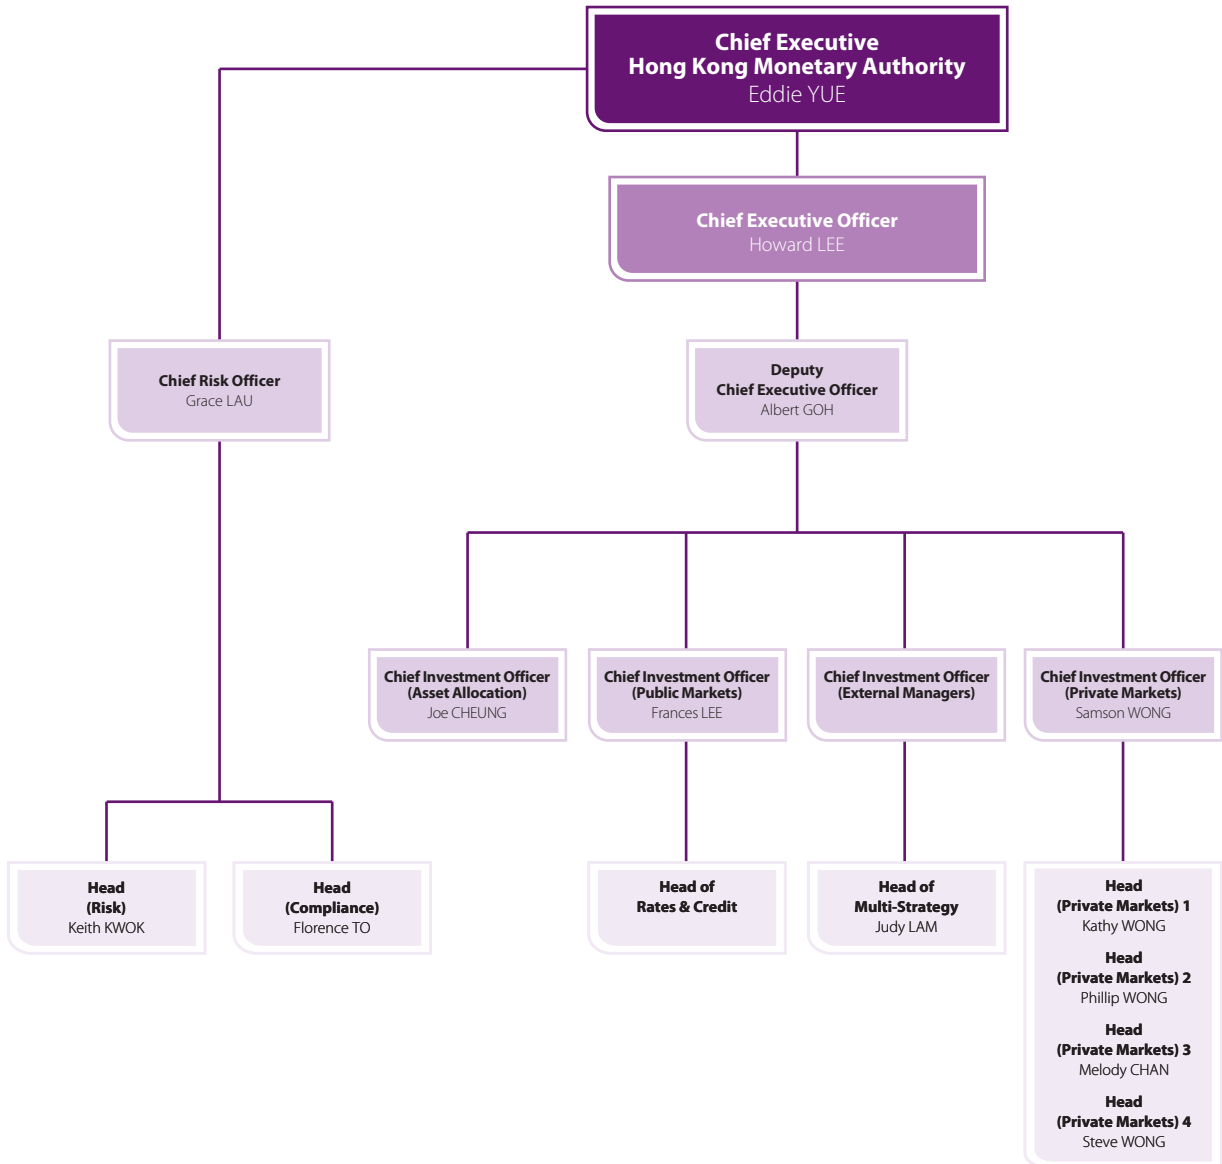 Chief Executive
Hong Kong Monetary Authority
Eddie YUE
Chief Executive Officer
Howard LEE
Chief Risk Officer
Grace LAU
Deputy
Chief Executive Officer
Albert GOH
Chief Investment Officer
(Asset Allocation)
Joe CHEUNG
Chief Investment Officer
(Public Markets)
Frances LEE
Chief Investment Officer
(External Managers)
Chief Investment Officer
(Private Markets)
Samson WONG
Head
(Risk)
Keith KWOK
Head
(Compliance)
Florence TO
Head of
Rates & Credit
Head of
Multi-Strategy
Judy LAM
Head
(Private Markets) 1
Kathy WONG
Head
(Private Markets) 2
Phillip WONG
Head
(Private Markets) 3
Melody CHAN
Head
(Private Markets) 4
Steve WONG